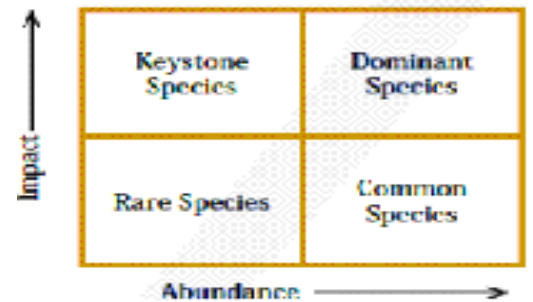 Keystone
Species
Dominant
Species
Impact
Rare Species
Common
Species
Abundance